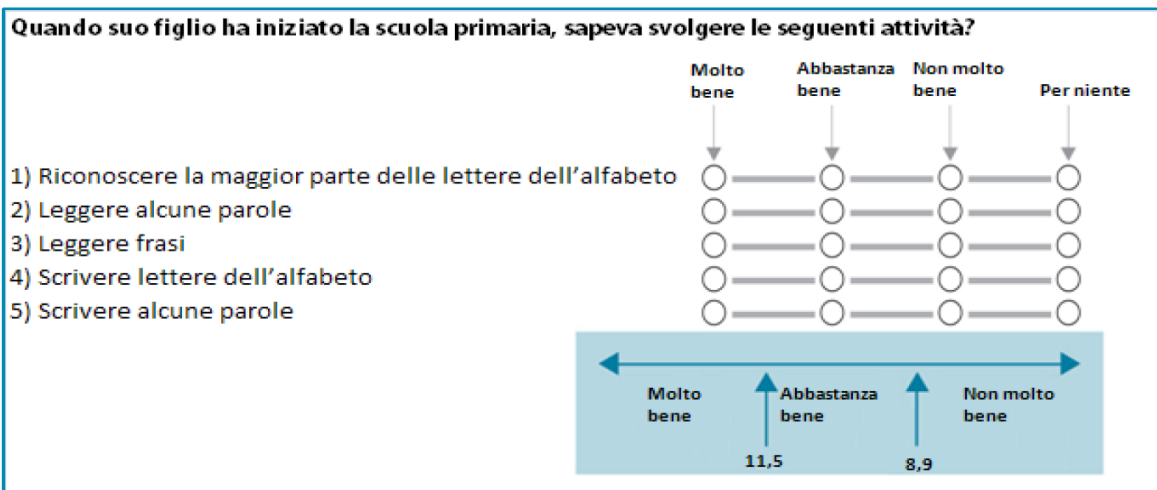 Quando suo figlio ha iniziato la scuola primaria, sapeva svolgere le seguenti attività?
Molto bene
Abbastanza bene
Non molto bene
Per niente
1) Riconoscere la maggior parte delle lettere dell'alfabeto
2) Leggere alcune parole
3) Leggere frasi
4) Scrivere lettere dell'alfabeto
5) Scrivere alcune parole
Molto bene
Abbastanza bene
Non molto bene
11,5
8,9